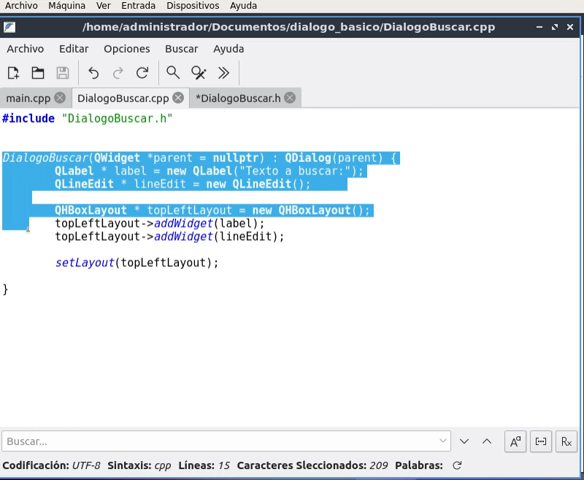 Archivo Máquina Ver Entrada Dispositivos Ayuda
/home/administrador/Documentos/dialogo_basico/DialogoBuscar.cpp
Archivo Editar Opciones Buscar Ayuda
main.cpp DialogoBuscar.cpp *DialogoBuscar.h
#include "DialogoBuscar.h"
DialogoBuscar(QWidget *parent = nullptr) : QDialog(parent) {
QLabel * label = new QLabel("Texto a buscar:");
QLineEdit * lineEdit = new QLineEdit();
QHBoxLayout * topLeftLayout = new QHBoxLayout();
topLeftLayout->addWidget(label);
topLeftLayout->addWidget(lineEdit);
setLayout(topLeftLayout);
}
Buscar...
Codificación: UTF-8 Sintaxis: cpp Líneas: 15 Caracteres Sleccionados: 209 Palabras: